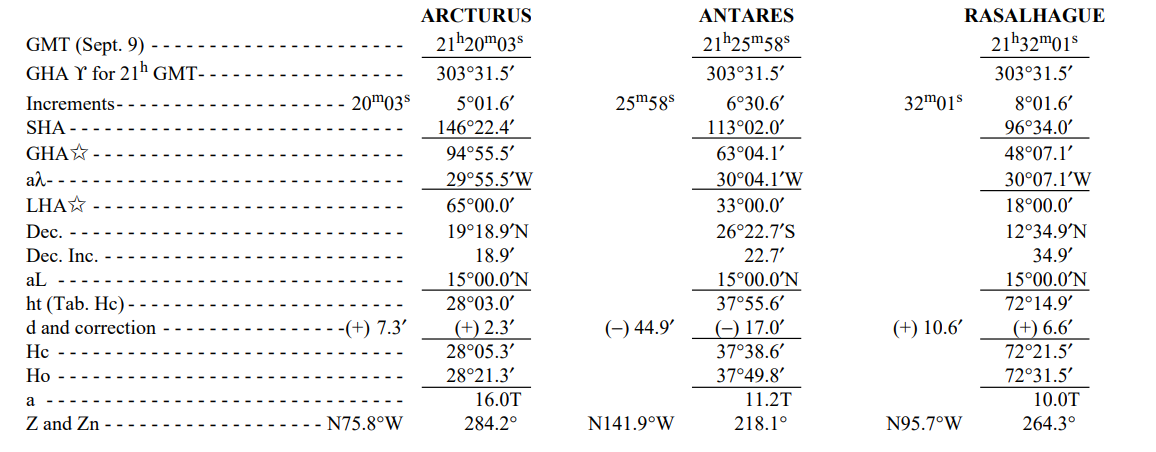 ARCTURUS ANTARES RASALHAGUE
GMT (Sept. 9) - - - - - - - - - - - - - - - - - - - - - - 21ʰ20ᵐ03ˢ 21ʰ25ᵐ58ˢ 21ʰ32ᵐ01ˢ
GHA ϒ for 21ʰ GMT- - - - - - - - - - - - - - - - - - 303°31.5′ 303°31.5′ 303°31.5′
Increments- - - - - - - - - - - - - - - - - - - - 20ᵐ03ˢ 5°01.6′ 25ᵐ58ˢ 6°30.6′ 32ᵐ01ˢ 8°01.6′
SHA - - - - - - - - - - - - - - - - - - - - - - - - - - - - - 146°22.4′ 113°02.0′ 96°34.0′
GHA☆ - - - - - - - - - - - - - - - - - - - - - - - - - - - 94°55.5′ 63°04.1′ 48°07.1′
aλ- - - - - - - - - - - - - - - - - - - - - - - - - - - - - - - 29°55.5′W 30°04.1′W 30°07.1′W
LHA☆ - - - - - - - - - - - - - - - - - - - - - - - - - - - 65°00.0′ 33°00.0′ 18°00.0′
Dec. - - - - - - - - - - - - - - - - - - - - - - - - - - - - - 19°18.9′N 26°22.7′S 12°34.9′N
Dec. Inc. - - - - - - - - - - - - - - - - - - - - - - - - - - 18.9′ 22.7′ 34.9′
aL - - - - - - - - - - - - - - - - - - - - - - - - - - - - - - 15°00.0′N 15°00.0′N 15°00.0′N
ht (Tab. Hc) - - - - - - - - - - - - - - - - - - - - - - - - 28°03.0′ 37°55.6′ 72°14.9′
d and correction - - - - - - - - - - - - - - - -(+) 7.3′ (+) 2.3′ (−) 44.9′ (−) 17.0′ (+) 10.6′ (+) 6.6′
Hc - - - - - - - - - - - - - - - - - - - - - - - - - - - - - - 28°05.3′ 37°38.6′ 72°21.5′
Ho - - - - - - - - - - - - - - - - - - - - - - - - - - - - - - 28°21.3′ 37°49.8′ 72°31.5′
a - - - - - - - - - - - - - - - - - - - - - - - - - - - - - - - 16.0T 11.2T 10.0T
Z and Zn - - - - - - - - - - - - - - - - - - - N75.8°W 284.2° N141.9°W 218.1° N95.7°W 264.3°